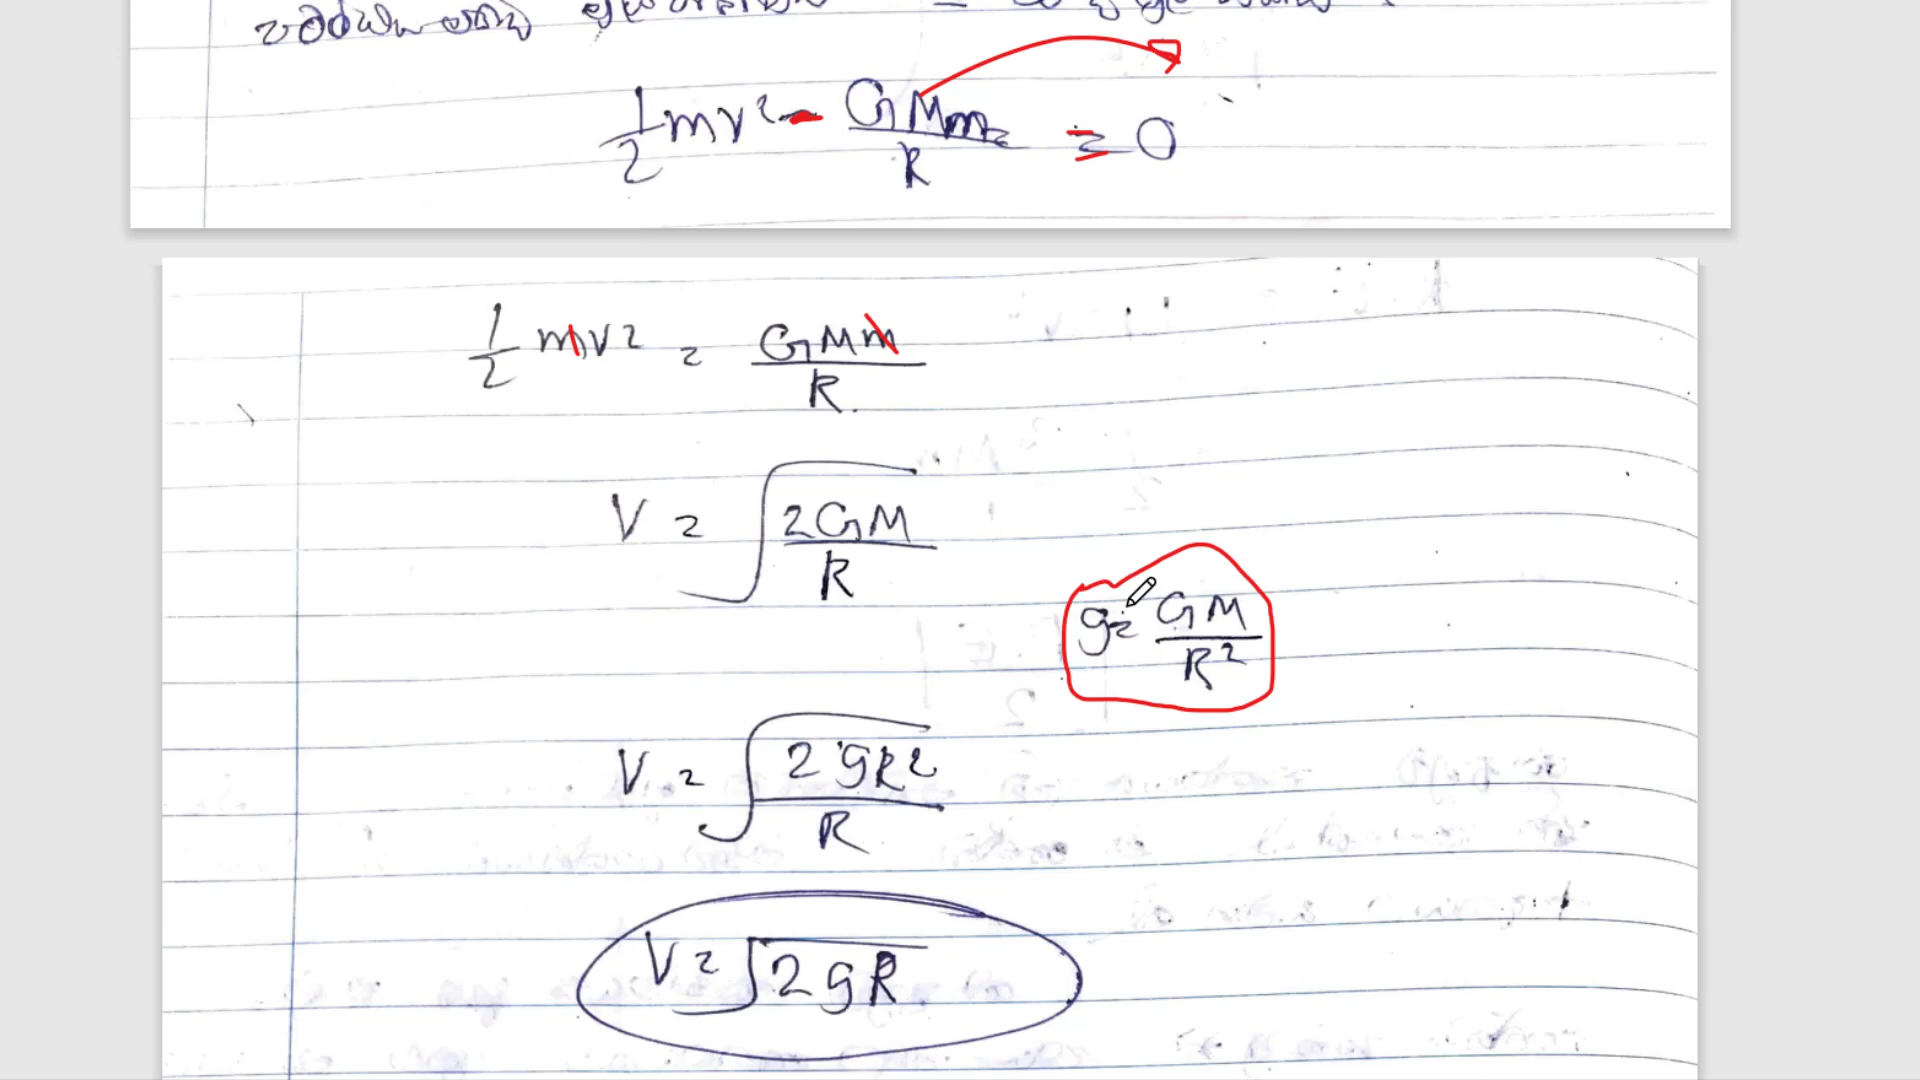 1/2 mv² - GMm/R = 0
1/2 mv² = GMm/R
V = √(2GM/R)
g = GM/R²
V = √(2gR²/R)
V = √2gR